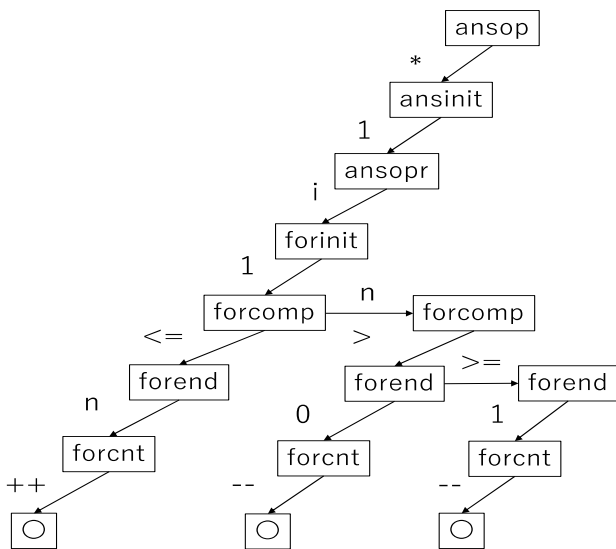 ansop
*
ansinit
1
ansopr
i
forinit
1
forcomp
n
forcomp
<=
>
>=
forend
forend
forend
n
0
1
forcnt
forcnt
forcnt
++
--
--
○
○
○